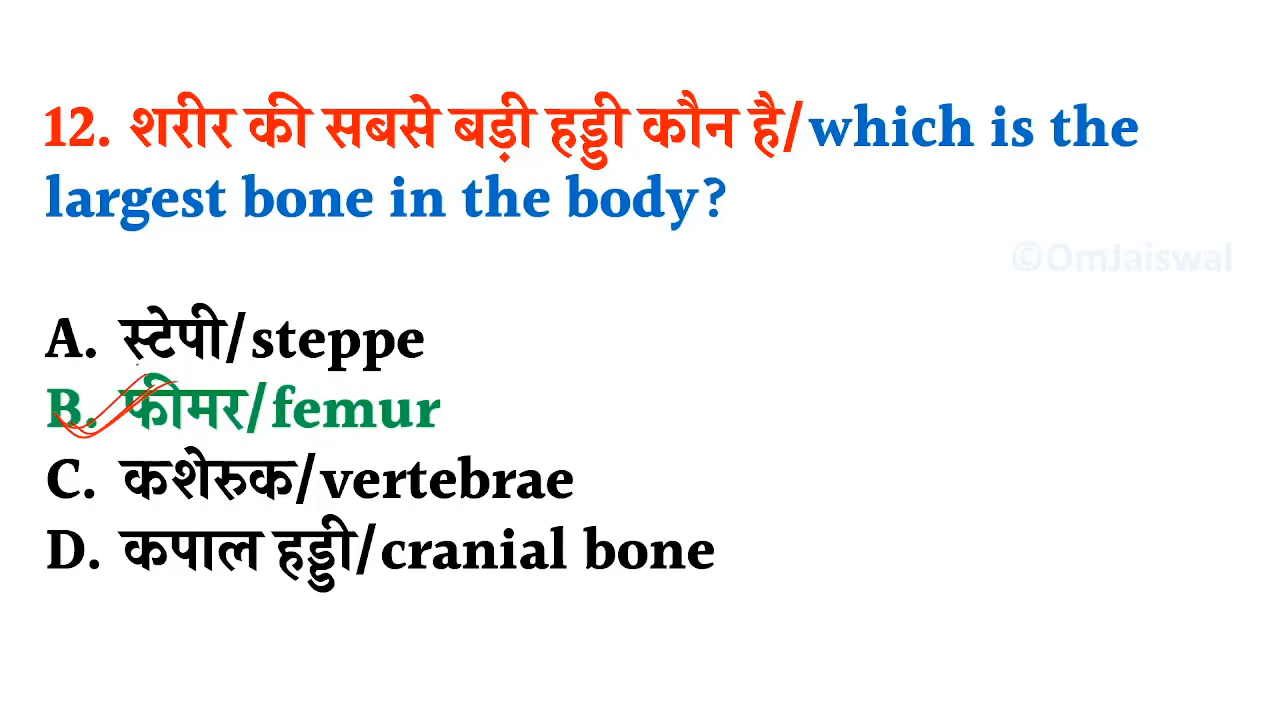 12. शरीर की सबसे बड़ी हड्डी कौन है/which is the
largest bone in the body?
©OmJaiswal
A. स्टेपी/steppe
B. फीमर/femur
C. कशेरुक/vertebrae
D. कपाल हड्डी/cranial bone